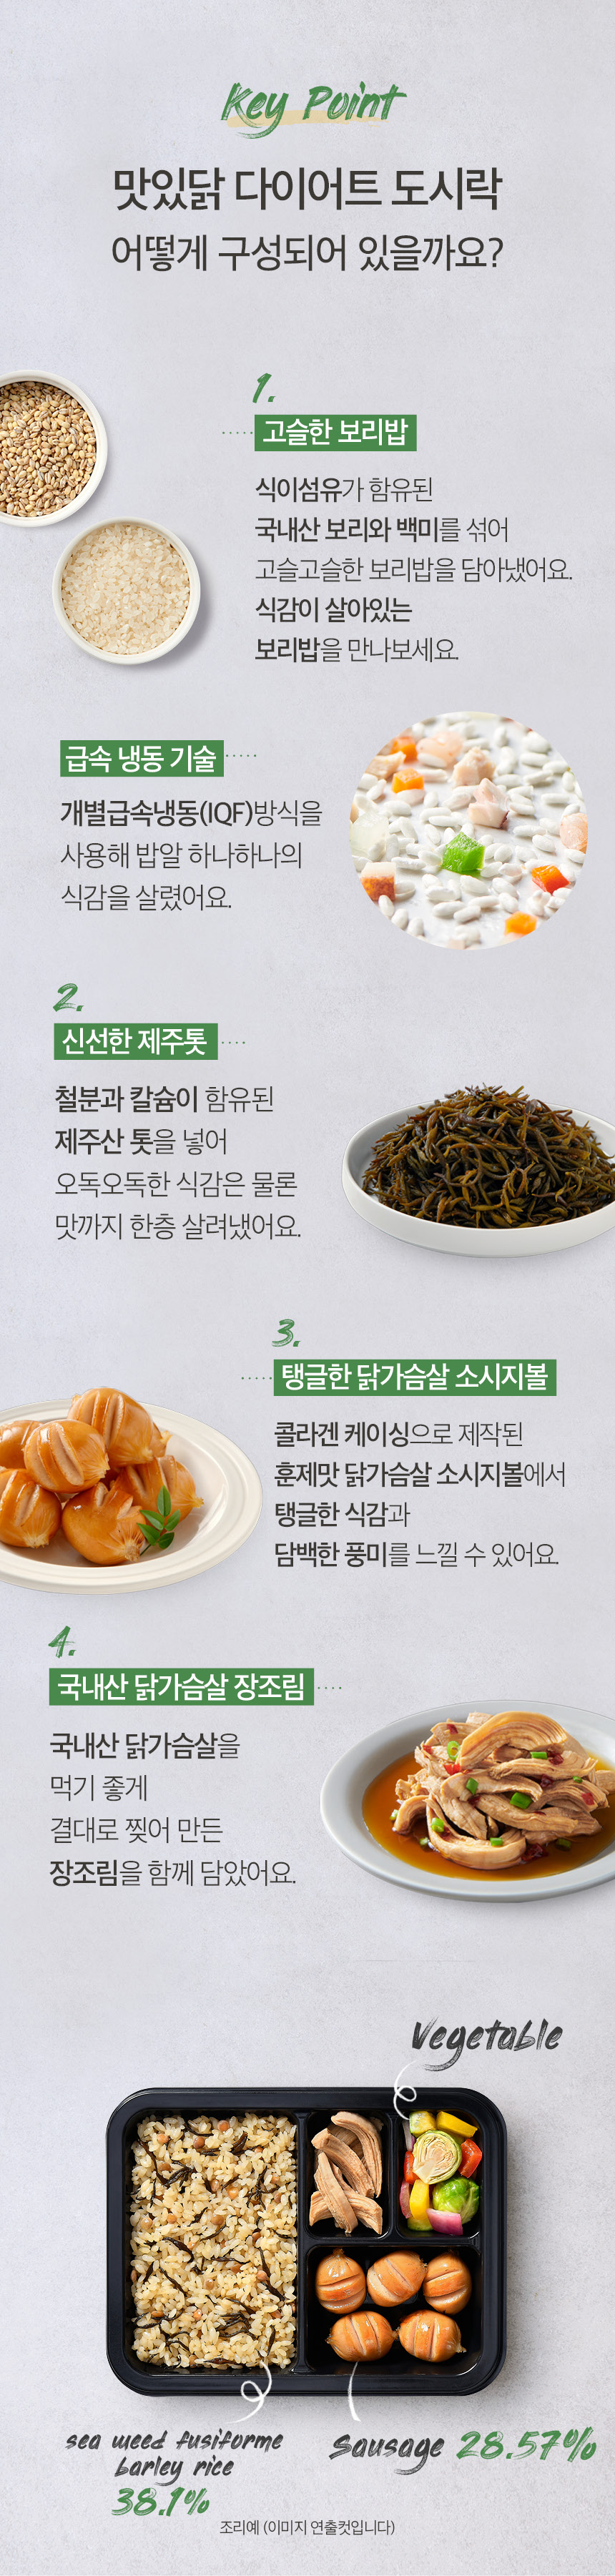 Key Point
맛있닭 다이어트 도시락
어떻게 구성되어 있을까요?
1.
고슬한 보리밥
식이섬유가 함유된
국내산 보리와 백미를 섞어
고슬고슬한 보리밥을 담아냈어요.
식감이 살아있는
보리밥을 만나보세요.
급속 냉동 기술
개별급속냉동(IQF)방식을
사용해 밥알 하나하나의
식감을 살렸어요.
2.
신선한 제주톳
철분과 칼슘이 함유된
제주산 톳을 넣어
오독오독한 식감은 물론
맛까지 한층 살려냈어요.
3.
탱글한 닭가슴살 소시지볼
콜라겐 케이싱으로 제작된
훈제맛 닭가슴살 소시지볼에서
탱글한 식감과
담백한 풍미를 느낄 수 있어요.
4.
국내산 닭가슴살 장조림
국내산 닭가슴살을
먹기 좋게
결대로 찢어 만든
장조림을 함께 담았어요.
Vegetable
sea weed fusiforme
barley rice
38.1%
Sausage 28.57%
조리예 (이미지 연출컷입니다)